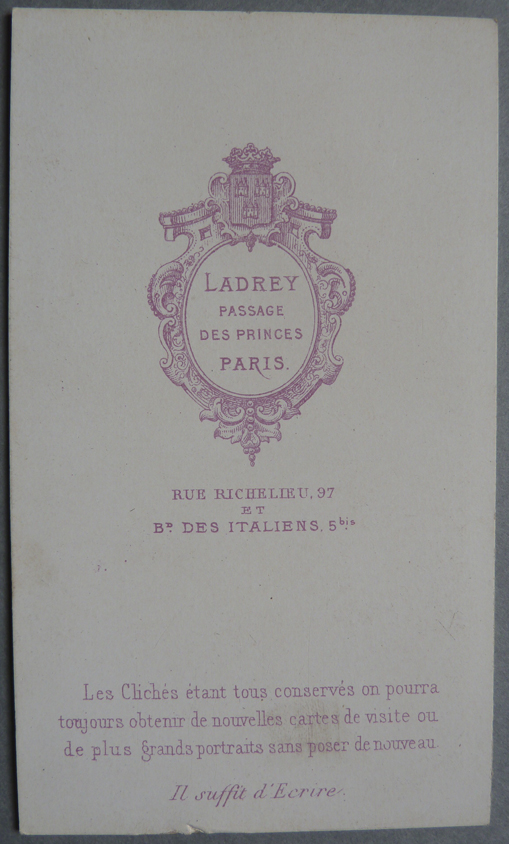 LADREY
PASSAGE
DES PRINCES
PARIS.
RUE RICHELIEU, 97
ET
Bᴰ DES ITALIENS, 5bis
Les Clichés étant tous conservés on pourra
toujours obtenir de nouvelles cartes de visite ou
de plus grands portraits sans poser de nouveau.
Il suffit d'Ecrire.